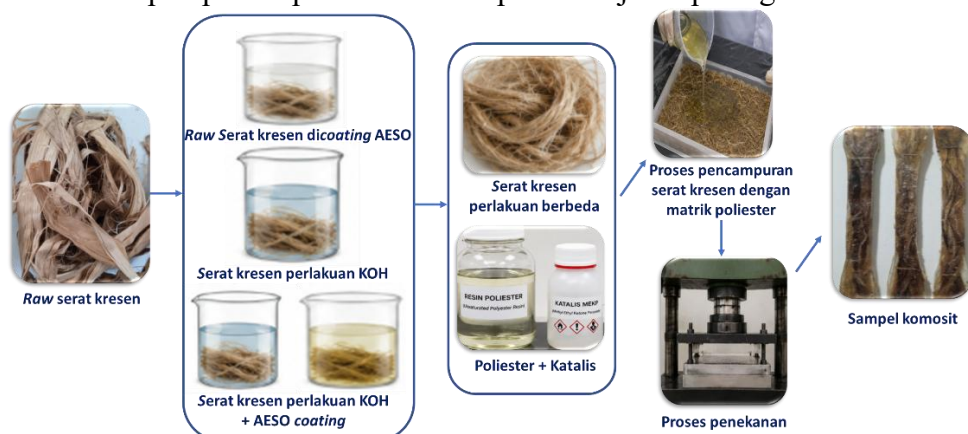 Raw serat kresen
Raw Serat kresen dicoating AESO
Serat kresen perlakuan KOH
Serat kresen perlakuan KOH
+ AESO coating
Serat kresen
perlakuan berbeda
RESIN POLIESTER
KATALIS MEKP
Poliester + Katalis
Proses pencampuran
serat kresen dengan
matrik poliester
Proses penekanan
Sampel komosit